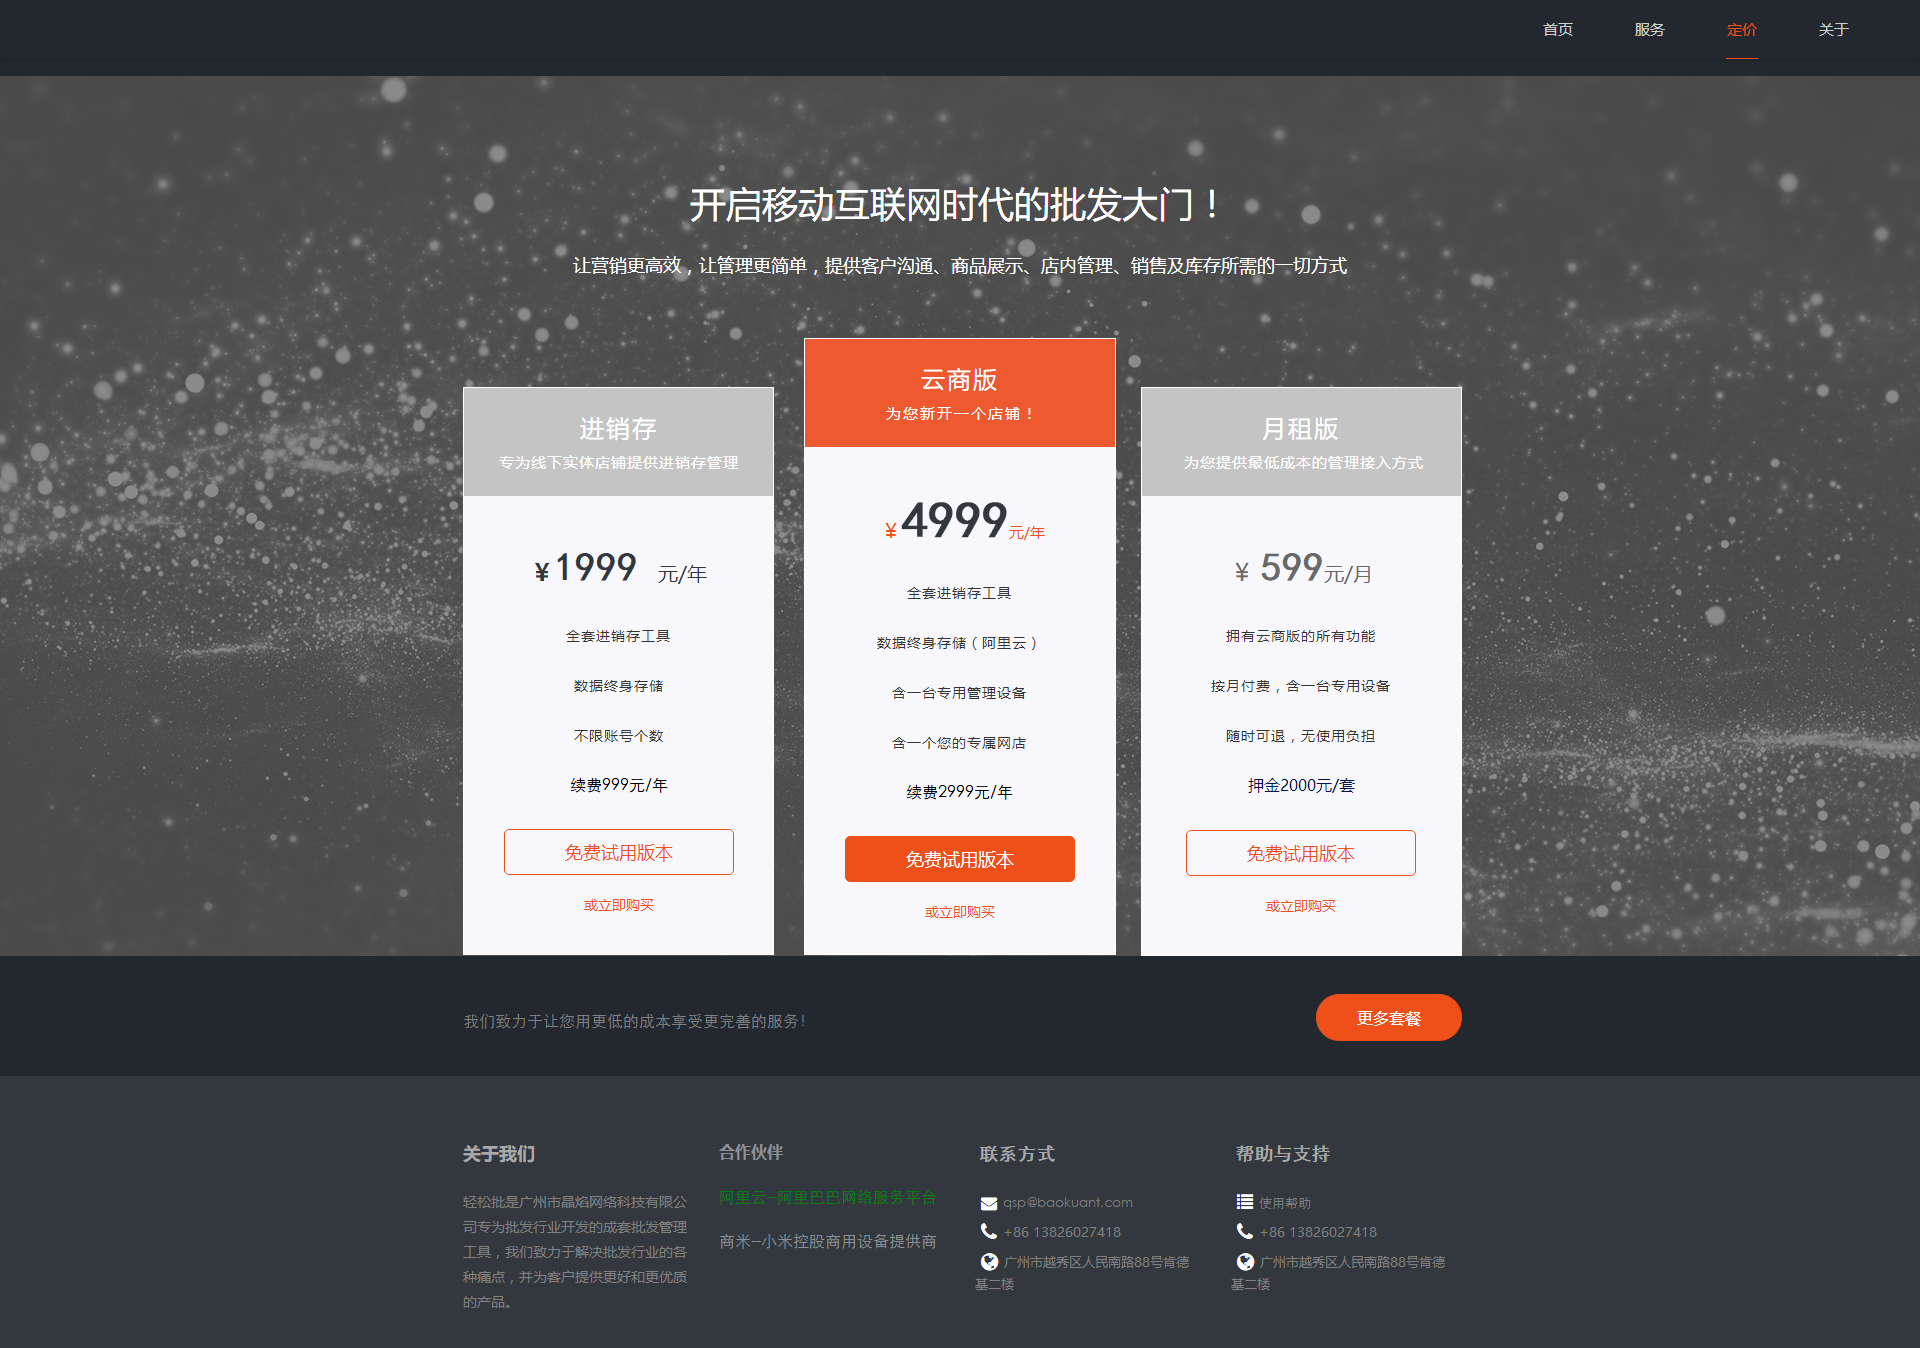 首页
服务
定价
关于
开启移动互联网时代的批发大门！
让营销更高效，让管理更简单，提供客户沟通、商品展示、店内管理、销售及库存所需的一切方式
进销存
专为线下实体店铺提供进销存管理
¥1999 元/年
全套进销存工具
数据终身存储
不限账号个数
续费999元/年
免费试用版本
或立即购买
云商版
为您新开一个店铺！
¥4999元/年
全套进销存工具
数据终身存储（阿里云）
含一台专用管理设备
含一个您的专属网店
续费2999元/年
免费试用版本
或立即购买
月租版
为您提供最低成本的管理接入方式
¥ 599元/月
拥有云商版的所有功能
按月付费，含一台专用设备
随时可退，无使用负担
押金2000元/套
免费试用版本
或立即购买
我们致力于让您用更低的成本享受更完善的服务！
更多套餐
关于我们
轻松批是广州市晶焰网络科技有限公
司专为批发行业开发的成套批发管理
工具，我们致力于解决批发行业的各
种痛点，并为客户提供更好和更优质
的产品。
合作伙伴
阿里云--阿里巴巴网络服务平台
商米--小米控股商用设备提供商
联系方式
qsp@baokuant.com
+86 13826027418
广州市越秀区人民南路88号肯德
基二楼
帮助与支持
使用帮助
+86 13826027418
广州市越秀区人民南路88号肯德
基二楼